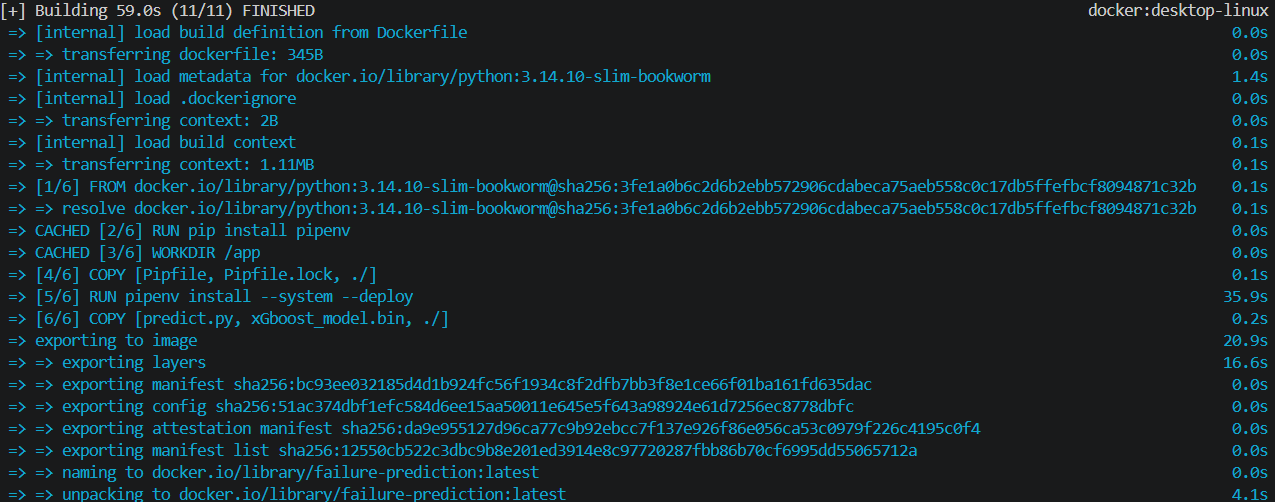 [+] Building 59.0s (11/11) FINISHED docker:desktop-linux
=> [internal] load build definition from Dockerfile 0.0s
=> => transferring dockerfile: 345B 0.0s
=> [internal] load metadata for docker.io/library/python:3.14.10-slim-bookworm 1.4s
=> [internal] load .dockerignore 0.0s
=> => transferring context: 2B 0.0s
=> [internal] load build context 0.1s
=> => transferring context: 1.11MB 0.1s
=> [1/6] FROM docker.io/library/python:3.14.10-slim-bookworm@sha256:3fe1a0b6c2d6b2ebb572906cdabeca75aeb558c0c17db5ffefbcf8094871c32b 0.1s
=> => resolve docker.io/library/python:3.14.10-slim-bookworm@sha256:3fe1a0b6c2d6b2ebb572906cdabeca75aeb558c0c17db5ffefbcf8094871c32b 0.1s
=> CACHED [2/6] RUN pip install pipenv 0.0s
=> CACHED [3/6] WORKDIR /app 0.0s
=> [4/6] COPY [Pipfile, Pipfile.lock, ./] 0.1s
=> [5/6] RUN pipenv install --system --deploy 35.9s
=> [6/6] COPY [predict.py, xGboost_model.bin, ./] 0.2s
=> exporting to image 20.9s
=> => exporting layers 16.6s
=> => exporting manifest sha256:bc93ee032185d4d1b924fc56f1934c8f2dfb7bb3f8e1ce66f01ba161fd635dac 0.0s
=> => exporting config sha256:51ac374dbf1efc584d6ee15aa50011e645e5f643a98924e61d7256ec8778dbfc 0.0s
=> => exporting attestation manifest sha256:da9e955127d96ca77c9b92ebcc7f137e926f86e056ca53c0979f226c4195c0f4 0.0s
=> => exporting manifest list sha256:12550cb522c3dbc9b8e201ed3914e8c97720287fbb86b70cf6995dd55065712a 0.0s
=> => naming to docker.io/library/failure-prediction:latest 0.0s
=> => unpacking to docker.io/library/failure-prediction:latest 4.1s